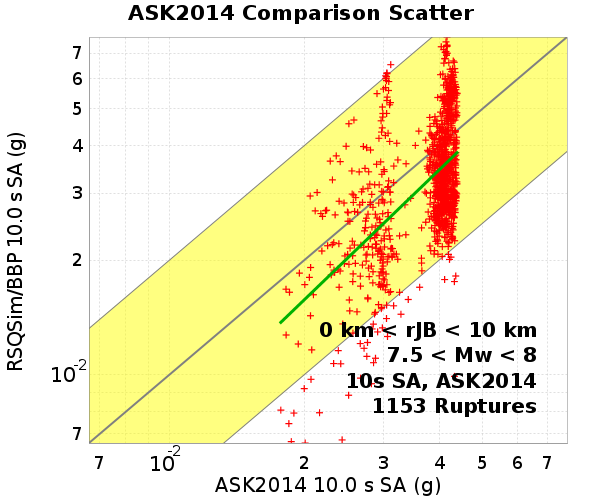 ASK2014 Comparison Scatter
RSQSim/BBP 10.0 s SA (g)
7
6
5
4
3
2
10-2
7
0 km < rJB < 10 km
7.5 < Mw < 8
10s SA, ASK2014
1153 Ruptures
7 10-2 2 3 4 5 6 7
ASK2014 10.0 s SA (g)